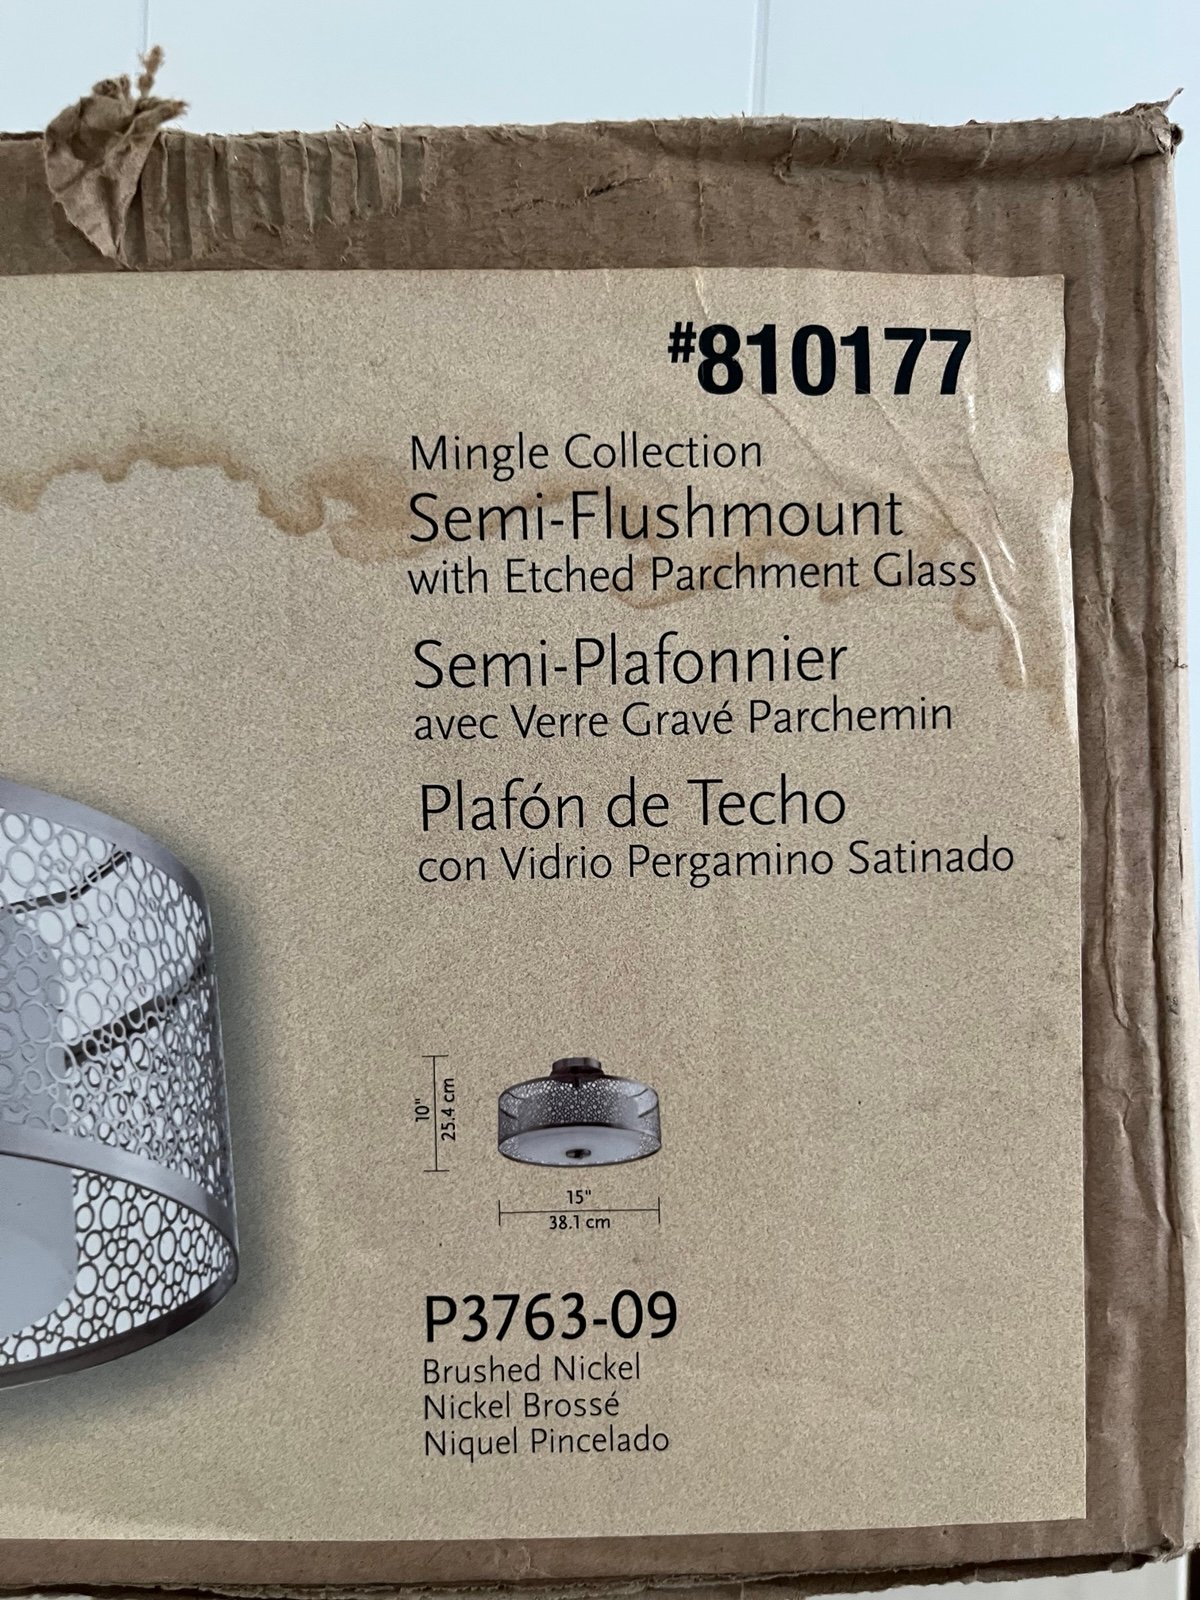 #810177
Mingle Collection
Semi-Flushmount
with Etched Parchment Glass
Semi-Plafonnier
avec Verre Gravé Parchemin
Plafón de Techo
con Vidrio Pergamino Satinado
10"
25.4 cm
15"
38.1 cm
P3763-09
Brushed Nickel
Nickel Brossé
Niquel Pincelado